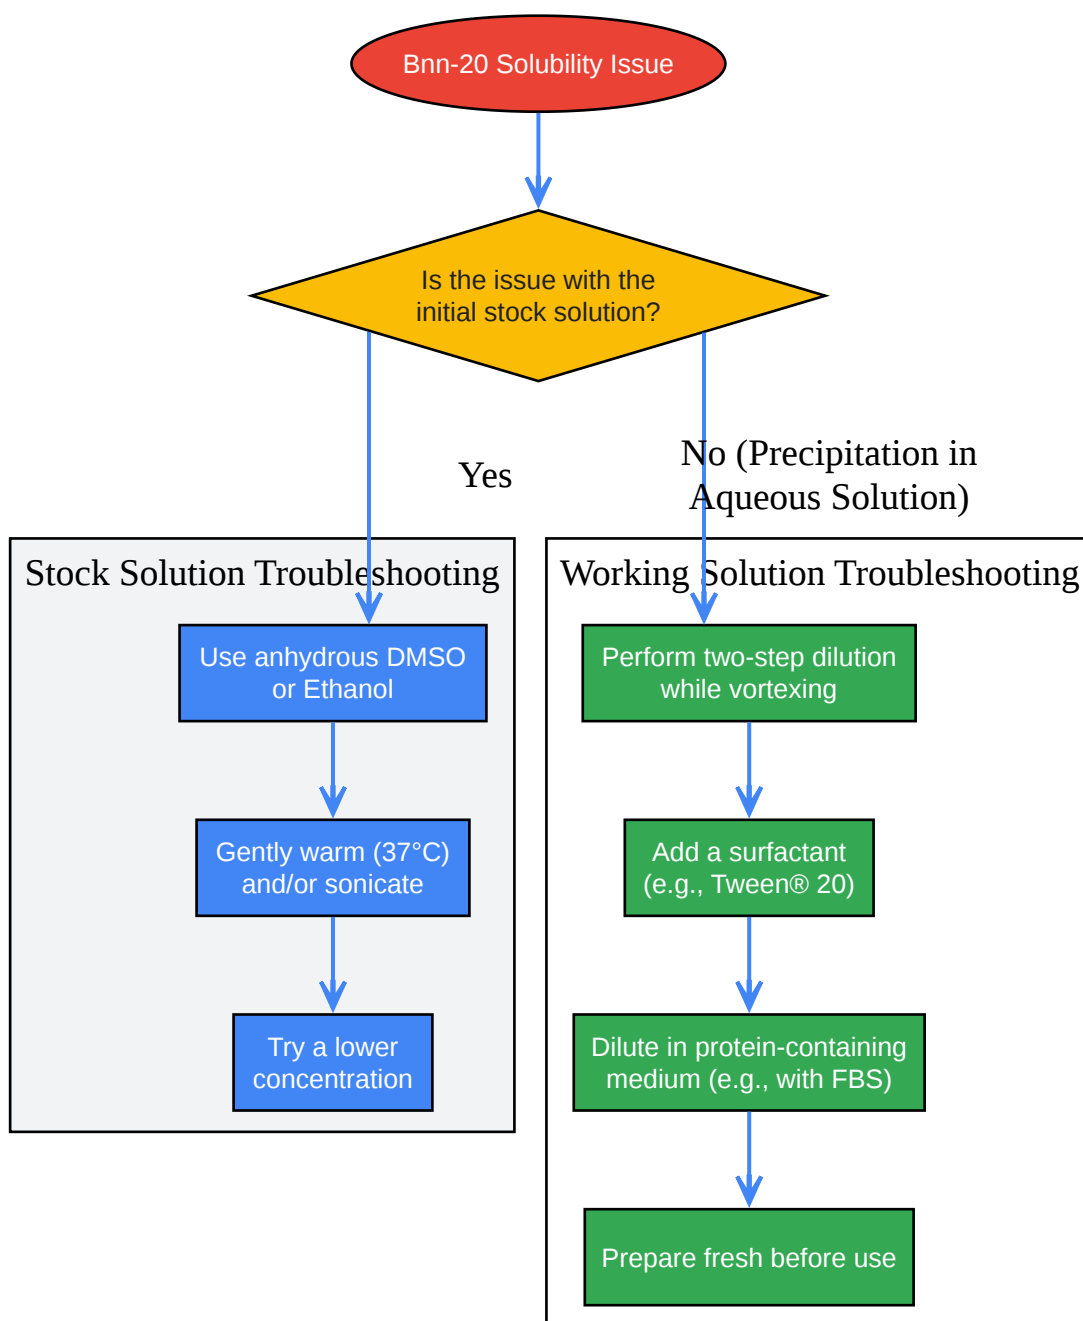 Bnn-20 Solubility Issue
Is the issue with the
initial stock solution?
Yes
No (Precipitation in
Aqueous Solution)
Stock Solution Troubleshooting
Use anhydrous DMSO
or Ethanol
Gently warm (37°C)
and/or sonicate
Try a lower
concentration
Working Solution Troubleshooting
Perform two-step dilution
while vortexing
Add a surfactant
(e.g., Tween® 20)
Dilute in protein-containing
medium (e.g., with FBS)
Prepare fresh before use